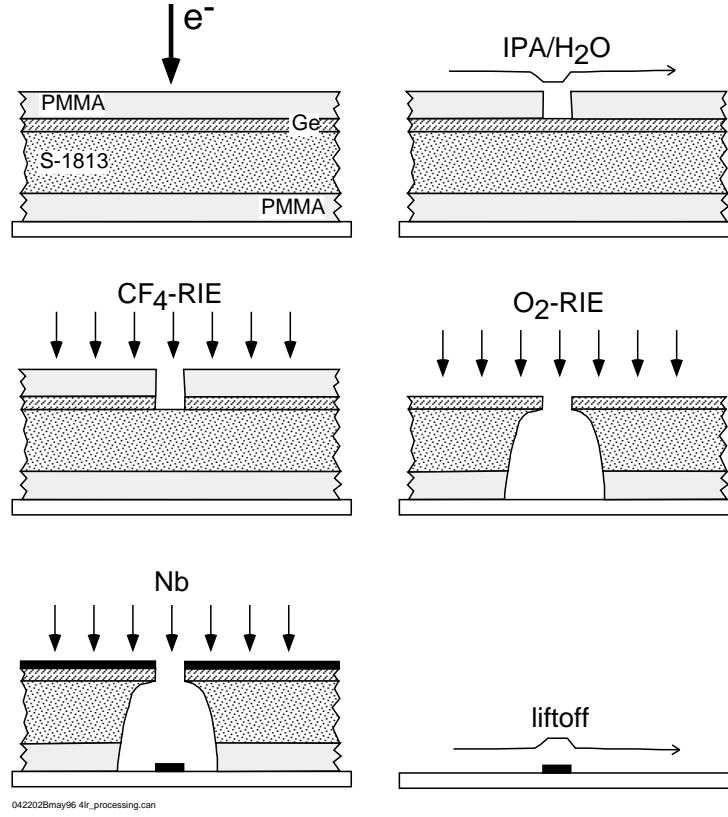 e-
IPA/H2O
PMMA
Ge
S-1813
PMMA
CF4-RIE
O2-RIE
Nb
liftoff
042202Bmay96 4lr_processing.can